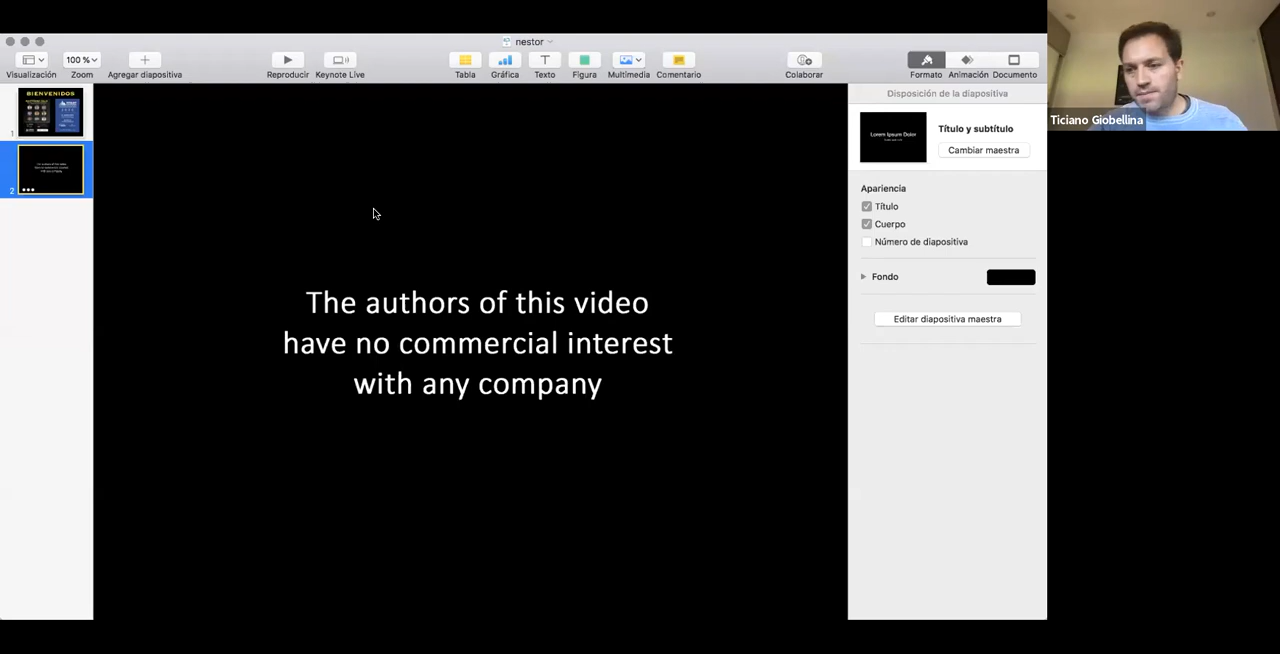 nestor
100 %
Visualización
Zoom
Agregar diapositiva
Reproducir
Keynote Live
Tabla
Gráfica
Texto
Figura
Multimedia
Comentario
Colaborar
Formato
Animación
Documento
BIENVENIDOS
1
2
The authors of this video
have no commercial interest
with any company
Disposición de la diapositiva
Lorem Ipsum Dolor
Título y subtítulo
Cambiar maestra
Apariencia
Título
Cuerpo
Número de diapositiva
Fondo
Editar diapositiva maestra
Ticiano Giobellina